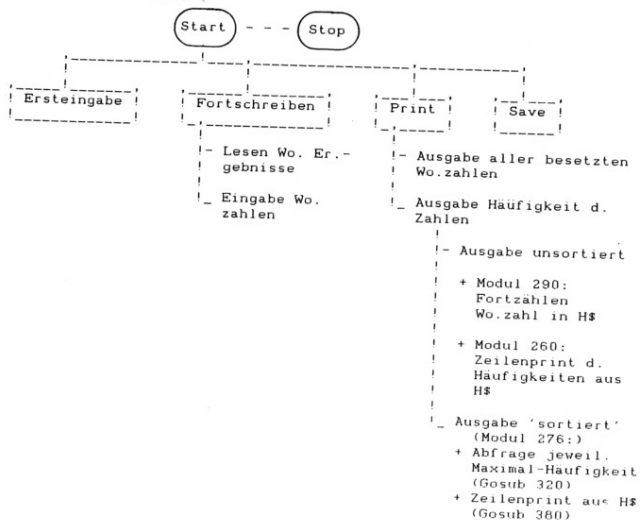 Start
Stop
Ersteingabe
Fortschreiben
Print
Save
- Lesen Wo. Er.-
gebnisse
_ Eingabe Wo.
zahlen
- Ausgabe aller besetzten
Wo.zahlen
_ Ausgabe Häufigkeit d.
Zahlen
- Ausgabe unsortiert
+ Modul 290:
Fortzählen
Wo.zahl in H$
+ Modul 260:
Zeilenprint d.
Häufigkeiten aus
H$
_ Ausgabe 'sortiert'
(Modul 276:)
+ Abfrage jeweil.
Maximal-Häufigkeit
(Gosub 320)
+ Zeilenprint aus H$
(Gosub 380)